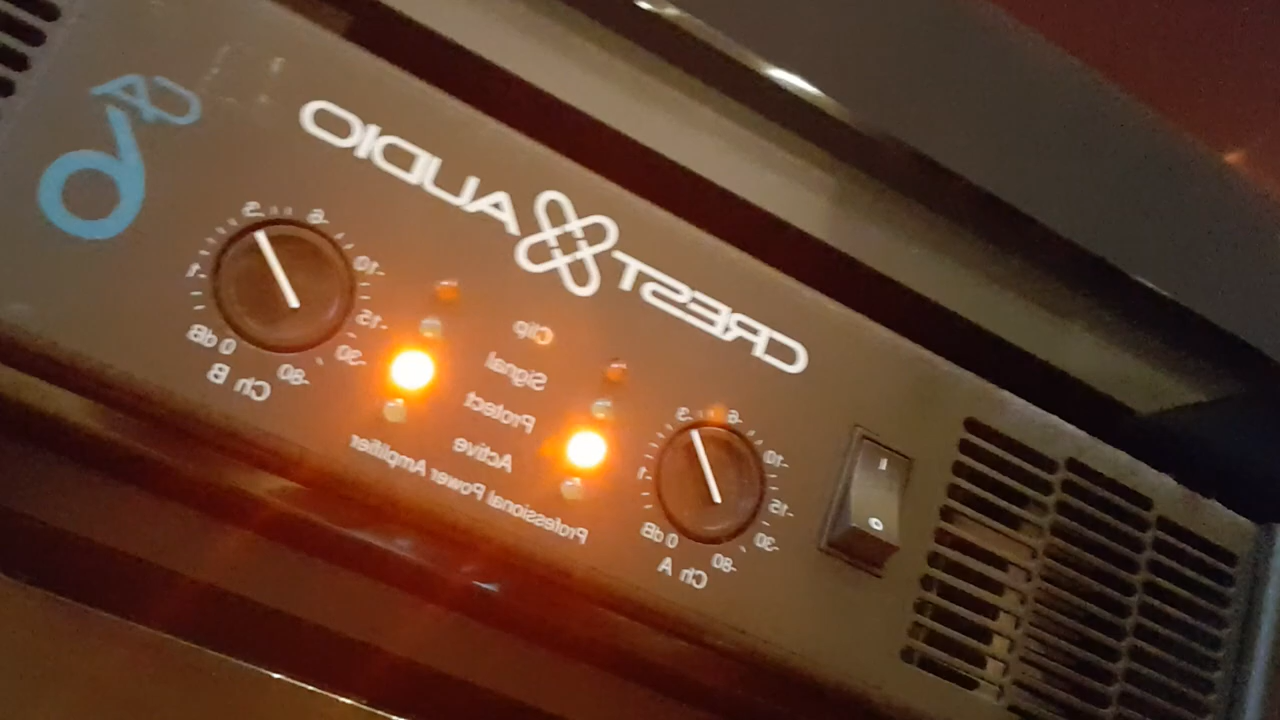 CREST AUDIO
CA
6
-6
-3
-10
-1
-15
-30
-80
0 dB
Ch A
Clip
Signal
Protect
Active
Professional Power Amplifier
-6
-3
-10
-1
-15
-30
-80
0 dB
Ch B